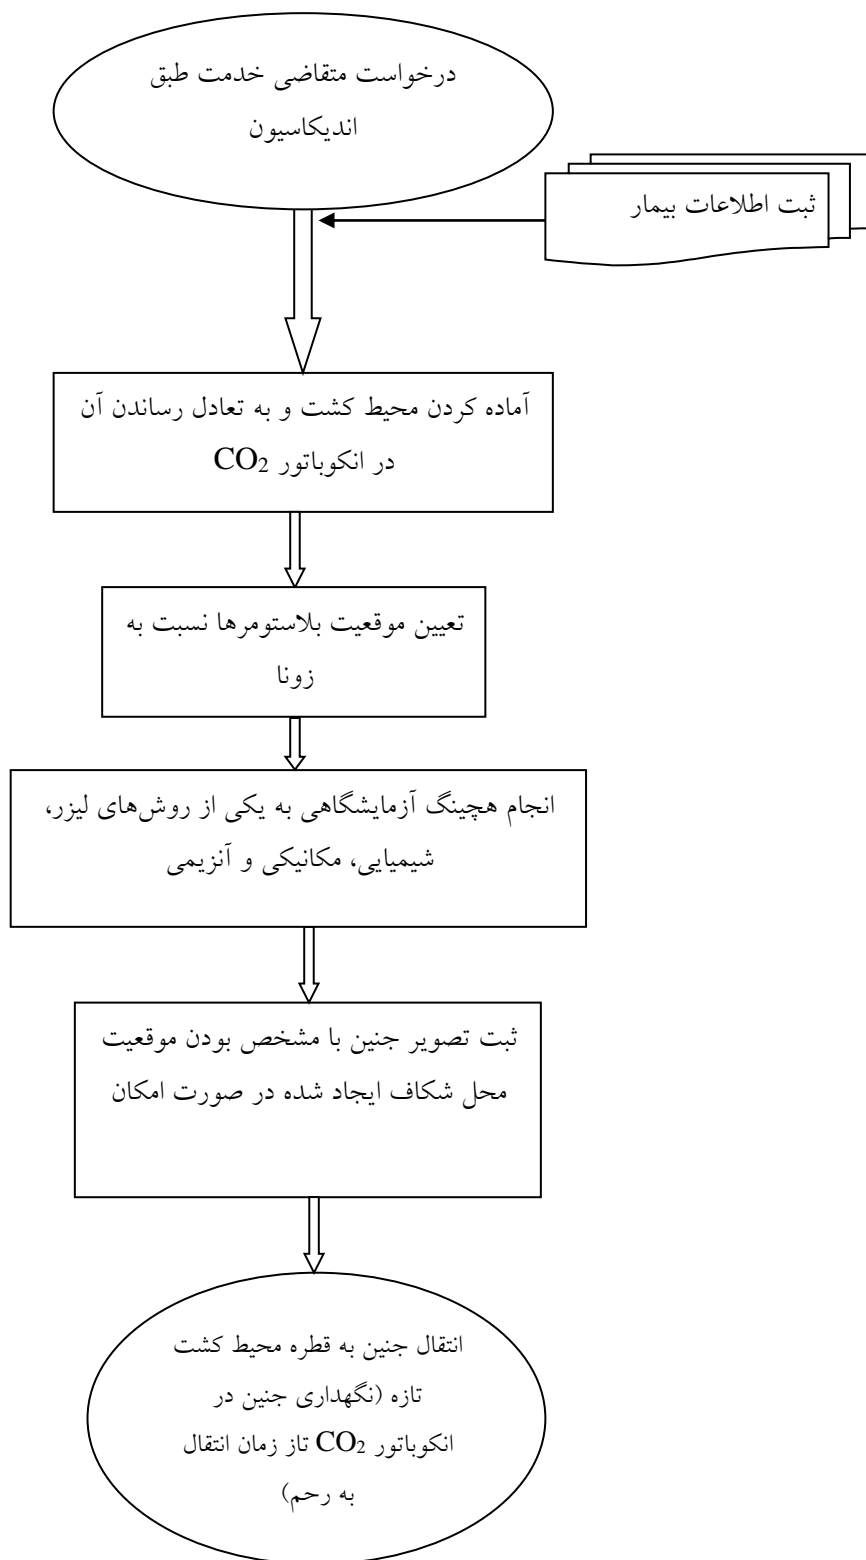 درخواست متقاضی خدمت طبق
اندیکاسیون
ثبت اطلاعات بیمار
آماده کردن محیط کشت و به تعادل رساندن آن
در انکوباتور CO2
تعیین موقعیت بلاستومرها نسبت به
زونا
انجام هچینگ آزمایشگاهی به یکی از روش‌های لیزر،
شیمیایی، مکانیکی و آنزیمی
ثبت تصویر جنین با مشخص بودن موقعیت
محل شکاف ایجاد شده در صورت امکان
انتقال جنین به قطره محیط کشت
تازه (نگهداری جنین در
انکوباتور CO2 تاز زمان انتقال
به رحم)